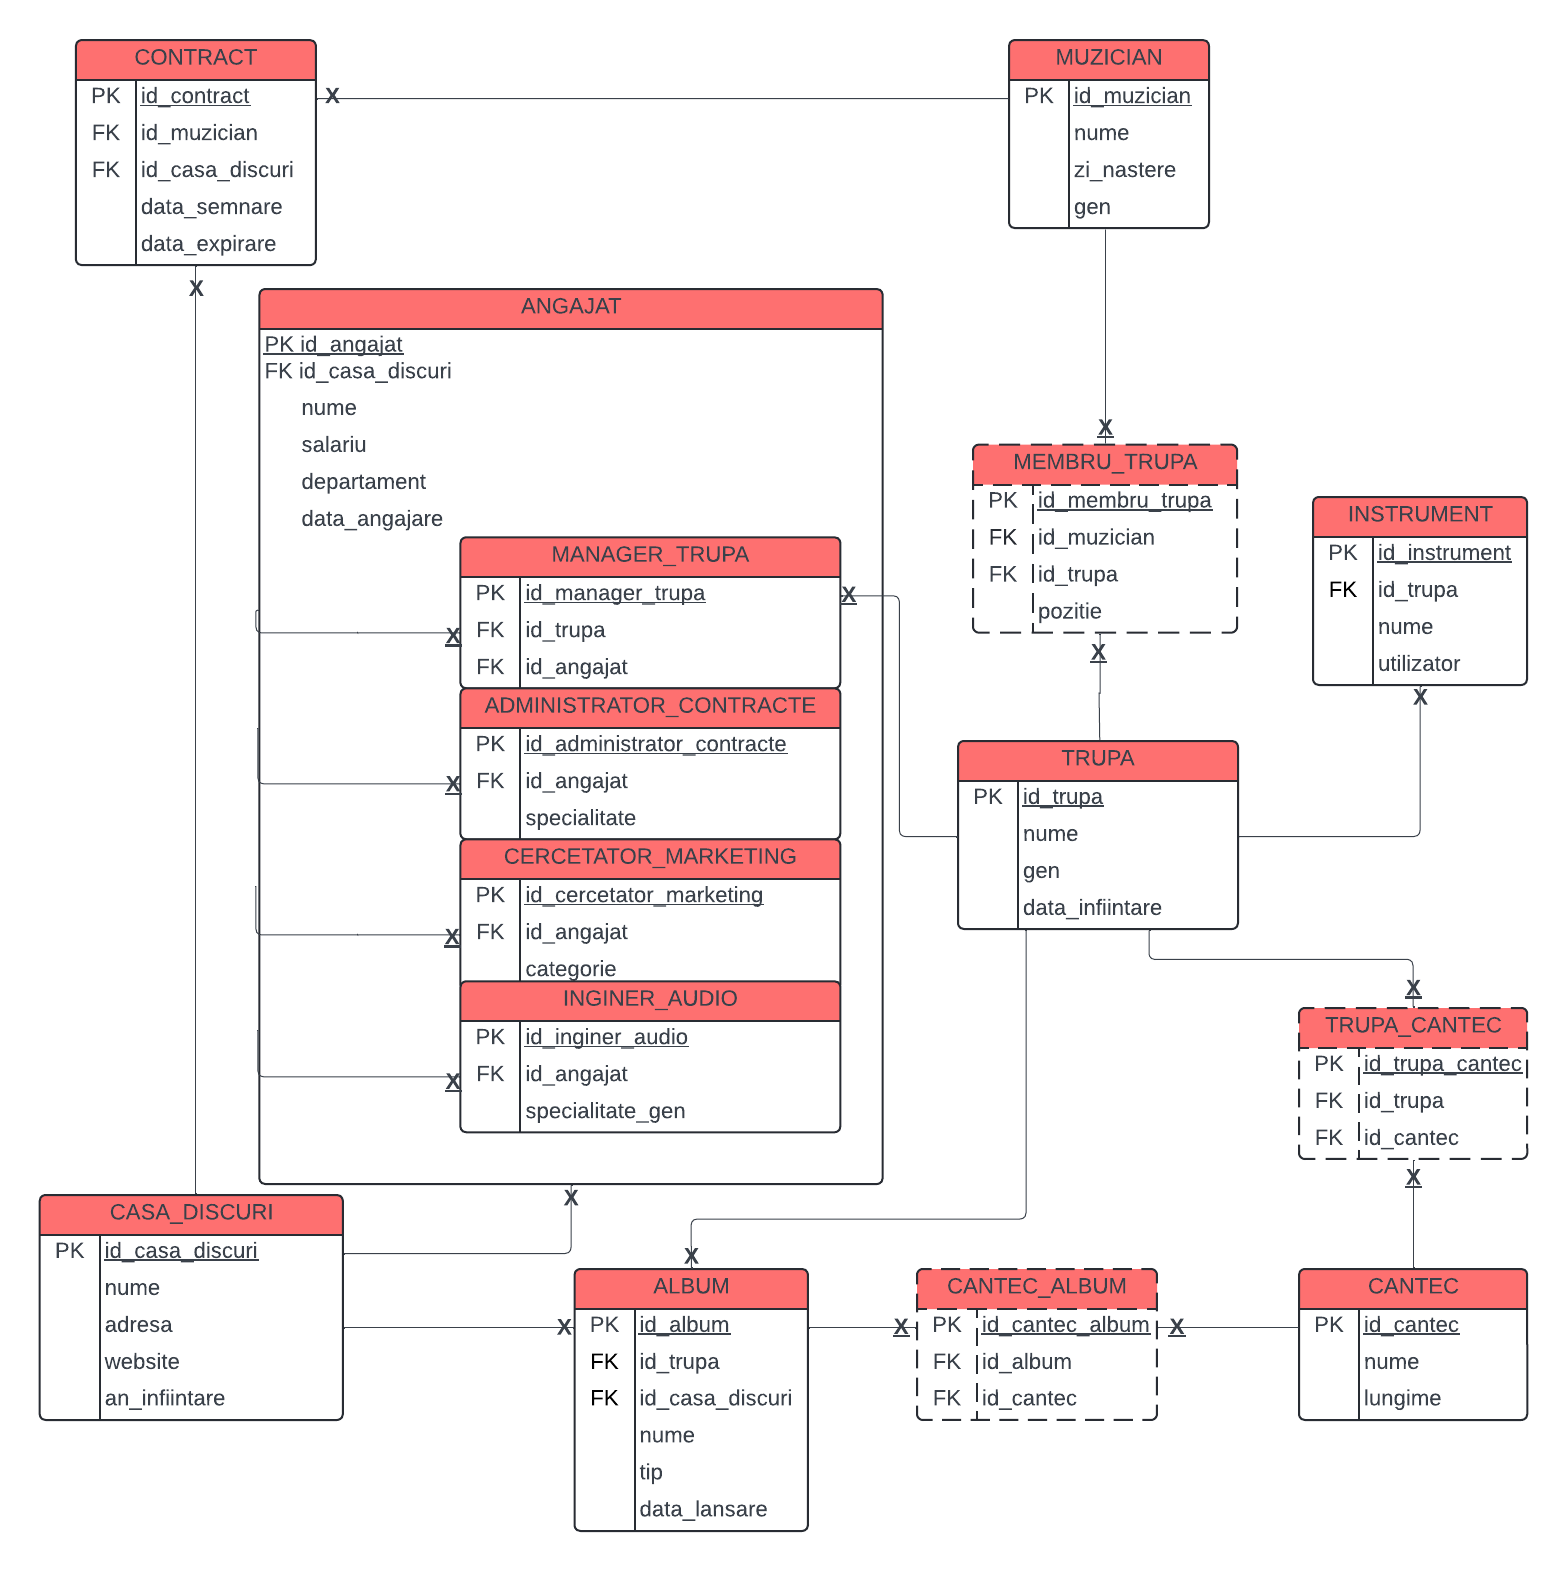 CONTRACT
PK id_contract
FK id_muzician
FK id_casa_discuri
data_semnare
data_expirare
X
X
MUZICIAN
PK id_muzician
nume
zi_nastere
gen
ANGAJAT
PK id_angajat
FK id_casa_discuri
nume
salariu
departament
data_angajare
MANAGER_TRUPA
PK id_manager_trupa
FK id_trupa
FK id_angajat
X
X
ADMINISTRATOR_CONTRACTE
PK id_administrator_contracte
FK id_angajat
specialitate
X
CERCETATOR_MARKETING
PK id_cercetator_marketing
FK id_angajat
categorie
X
INGINER_AUDIO
PK id_inginer_audio
FK id_angajat
specialitate_gen
X
X
X
MEMBRU_TRUPA
PK id_membru_trupa
FK id_muzician
FK id_trupa
pozitie
X
INSTRUMENT
PK id_instrument
FK id_trupa
nume
utilizator
X
TRUPA
PK id_trupa
nume
gen
data_infiintare
X
TRUPA_CANTEC
PK id_trupa_cantec
FK id_trupa
FK id_cantec
X
CASA_DISCURI
PK id_casa_discuri
nume
adresa
website
an_infiintare
X
X
ALBUM
PK id_album
FK id_trupa
FK id_casa_discuri
nume
tip
data_lansare
X
CANTEC_ALBUM
PK id_cantec_album
FK id_album
FK id_cantec
X
CANTEC
PK id_cantec
nume
lungime